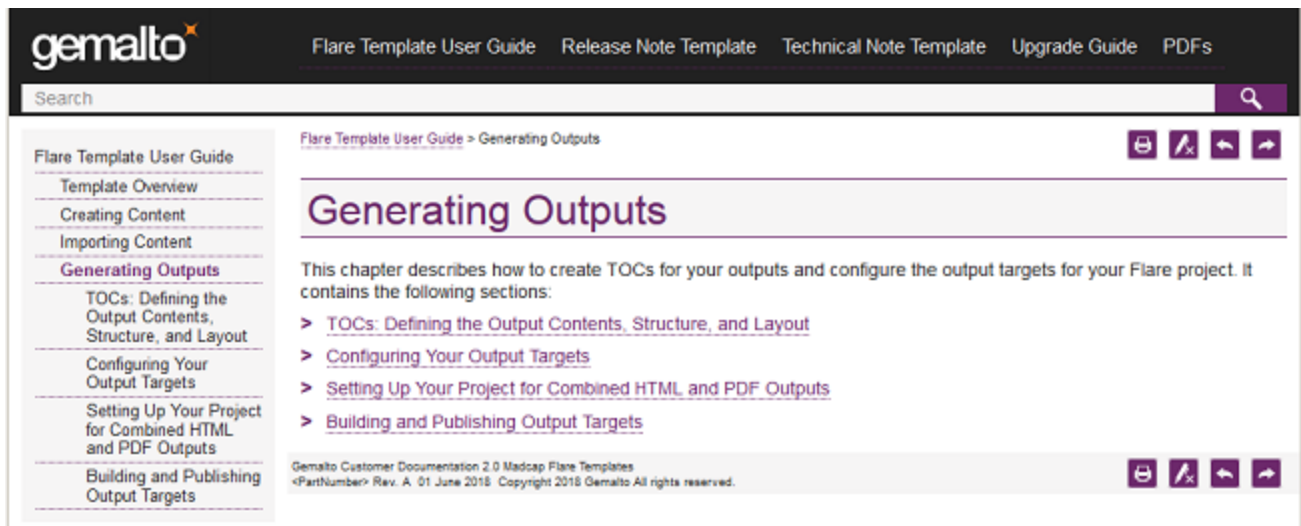 gemalto
Flare Template User Guide Release Note Template Technical Note Template Upgrade Guide PDFs
Search
Flare Template User Guide
Template Overview
Creating Content
Importing Content
Generating Outputs
TOCs: Defining the
Output Contents,
Structure, and Layout
Configuring Your
Output Targets
Setting Up Your Project
for Combined HTML
and PDF Outputs
Building and Publishing
Output Targets
Flare Template User Guide > Generating Outputs
Generating Outputs
This chapter describes how to create TOCs for your outputs and configure the output targets for your Flare project. It
contains the following sections:
> TOCs: Defining the Output Contents, Structure, and Layout
> Configuring Your Output Targets
> Setting Up Your Project for Combined HTML and PDF Outputs
> Building and Publishing Output Targets
Gemalto Customer Documentation 2.0 Madcap Flare Templates
<PartNumber> Rev. A 01 June 2018 Copyright 2018 Gemalto All rights reserved.